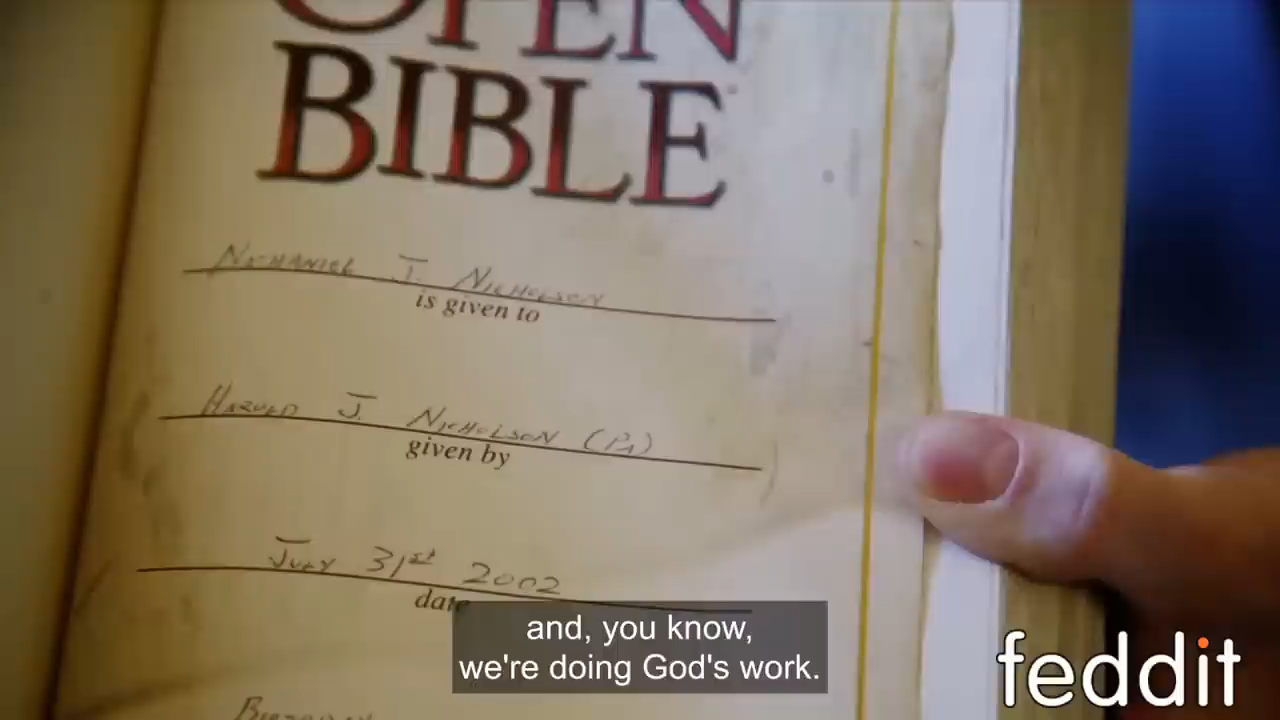 OPEN
BIBLE
NATHANIEL J. NICHOLSON
is given to
HAROLD J. NICHOLSON (PA)
given by
JULY 31st 2002
date
and, you know,
we're doing God's work.
feddit